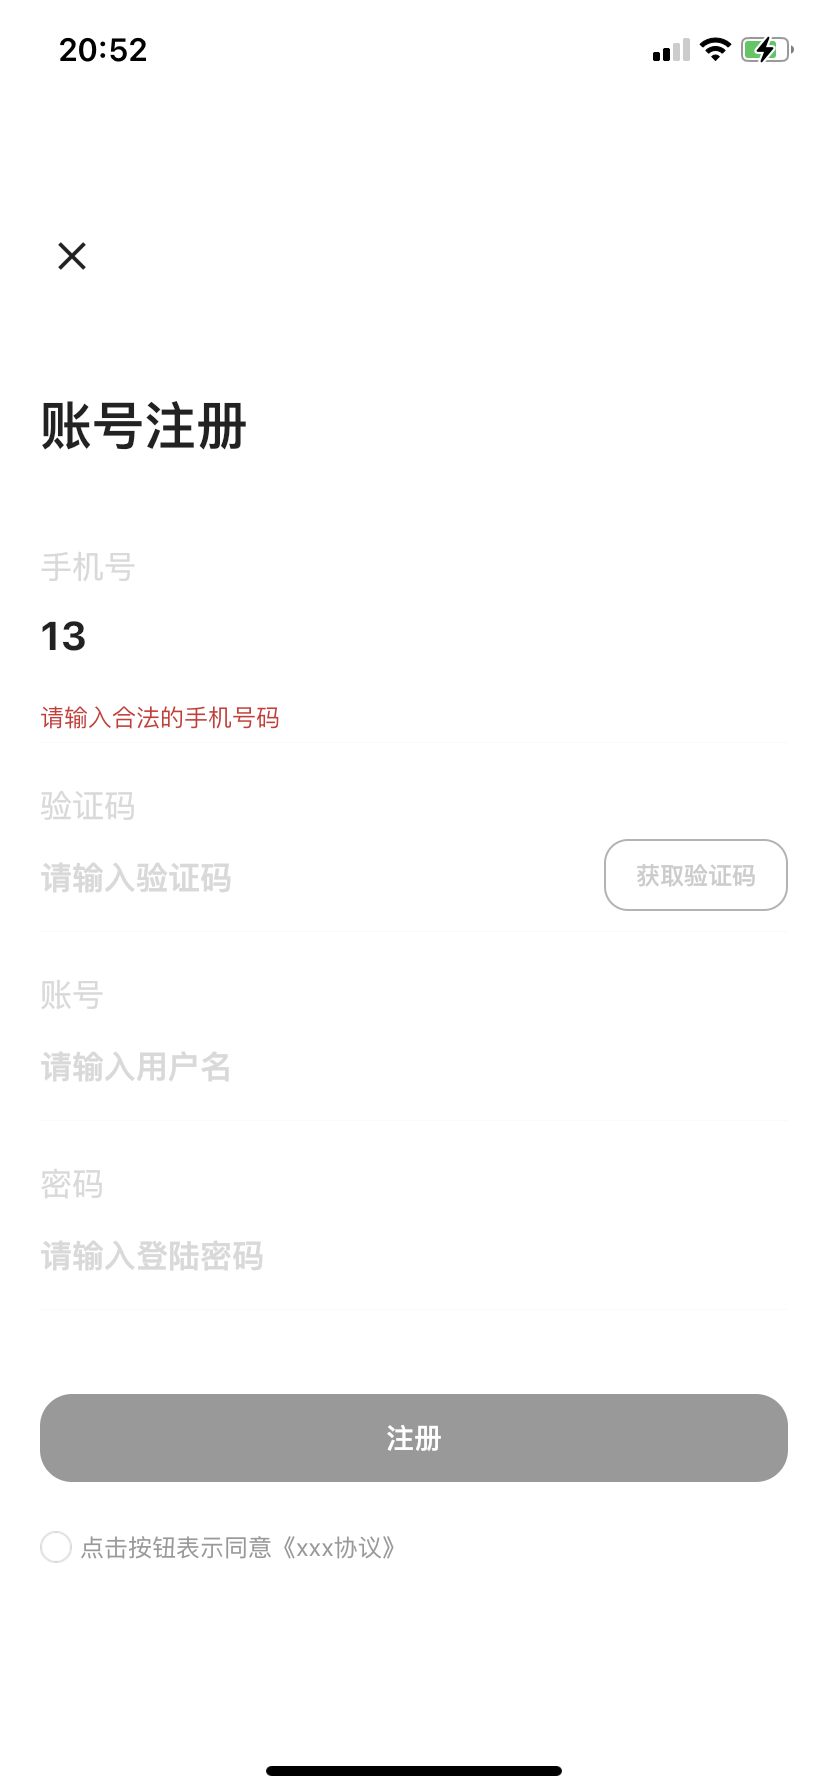 20:52
账号注册
手机号
13
请输入合法的手机号码
验证码
请输入验证码
获取验证码
账号
请输入用户名
密码
请输入登陆密码
注册
点击按钮表示同意《xxx协议》